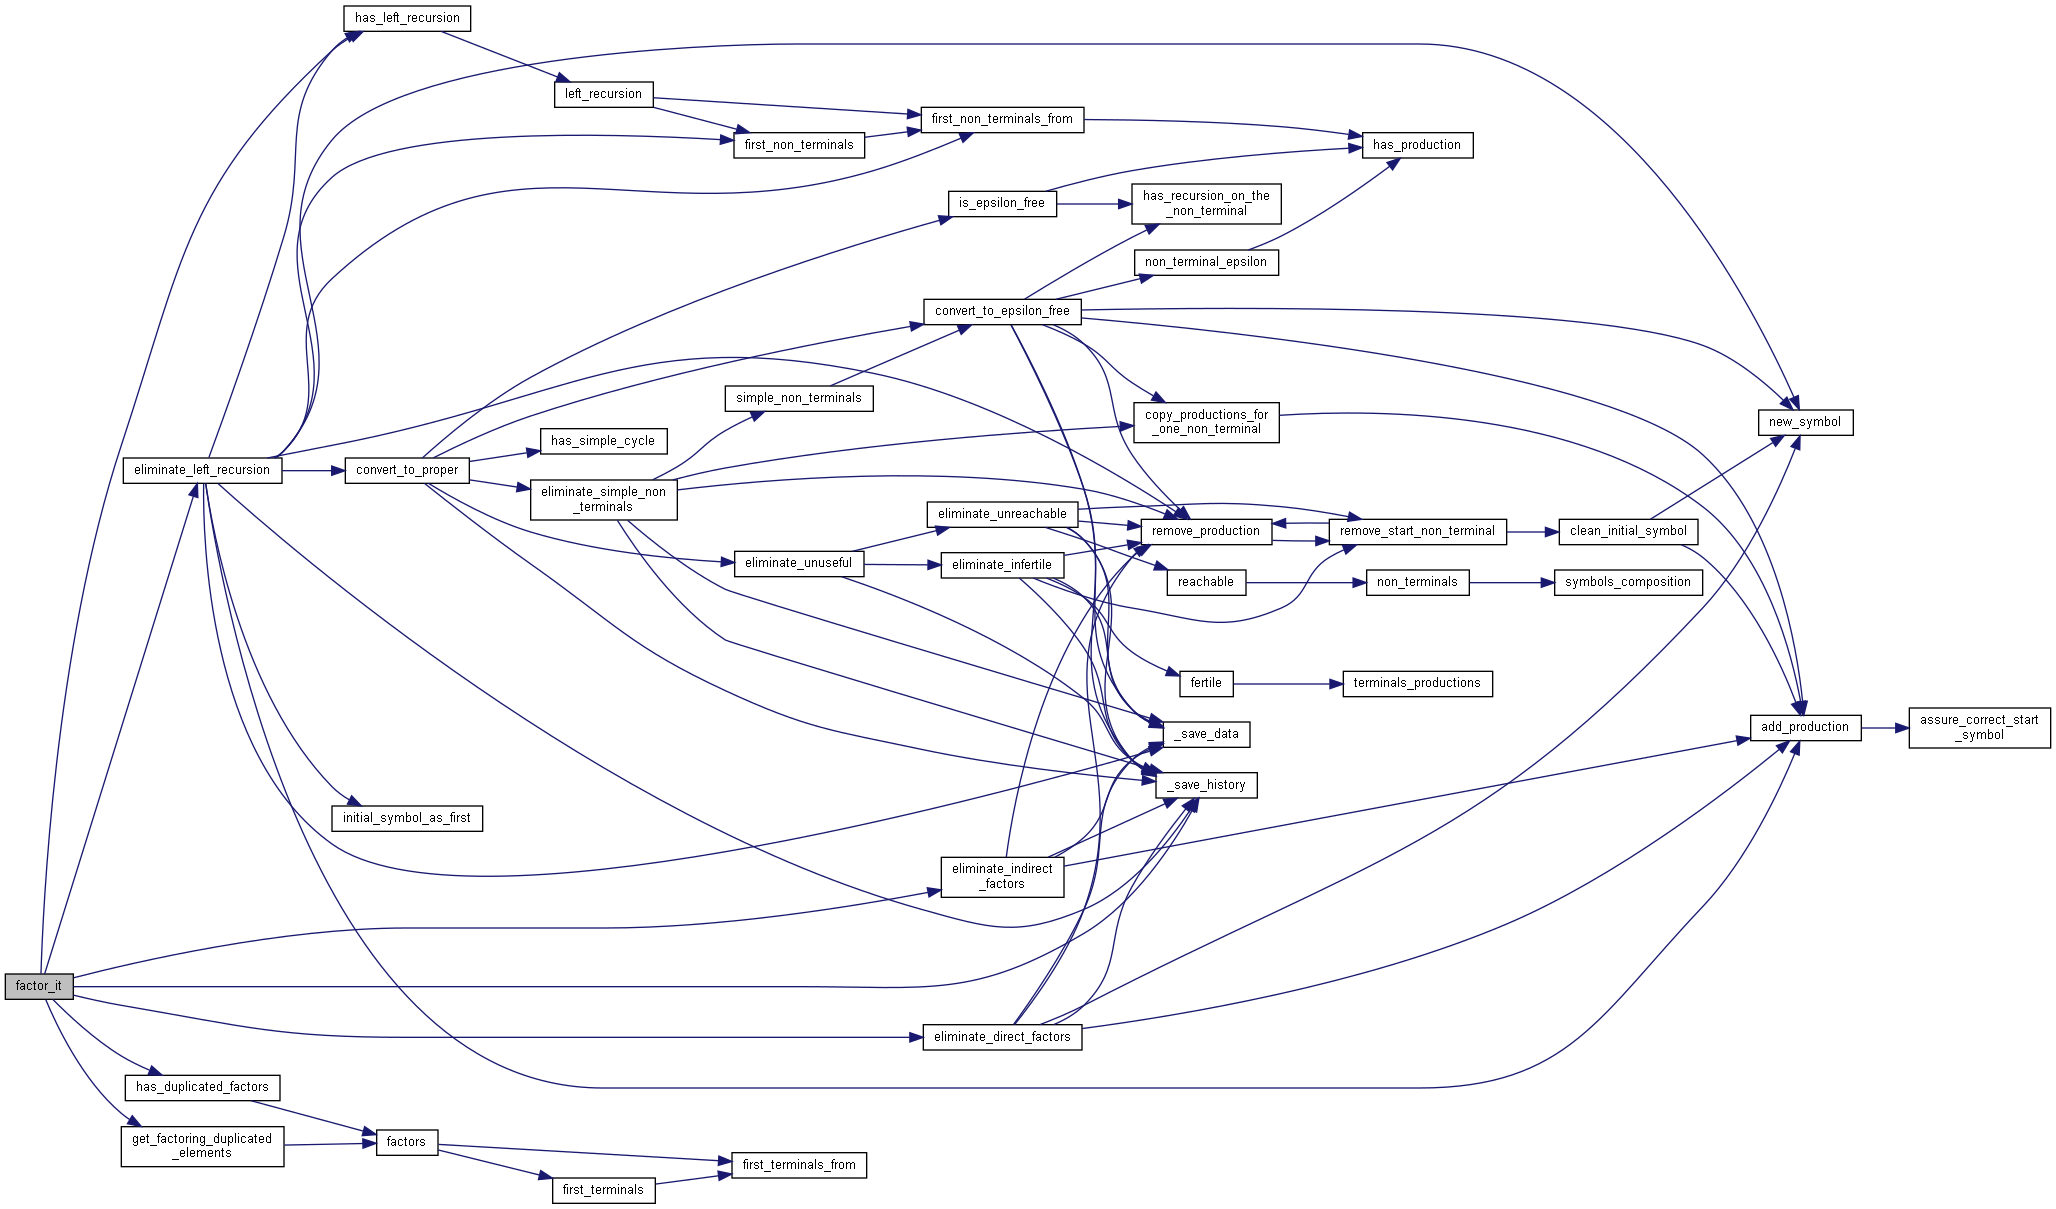 has_left_recursion
left_recursion
first_non_terminals_from
first_non_terminals
has_production
is_epsilon_free
has_recursion_on_the
_non_terminal
non_terminal_epsilon
convert_to_epsilon_free
simple_non_terminals
copy_productions_for
_one_non_terminal
new_symbol
has_simple_cycle
eliminate_left_recursion
convert_to_proper
eliminate_simple_non
_terminals
eliminate_unreachable
remove_production
remove_start_non_terminal
clean_initial_symbol
eliminate_unuseful
eliminate_infertile
reachable
non_terminals
symbols_composition
fertile
terminals_productions
_save_data
add_production
assure_correct_start
_symbol
_save_history
initial_symbol_as_first
eliminate_indirect
_factors
factor_it
eliminate_direct_factors
has_duplicated_factors
get_factoring_duplicated
_elements
factors
first_terminals_from
first_terminals